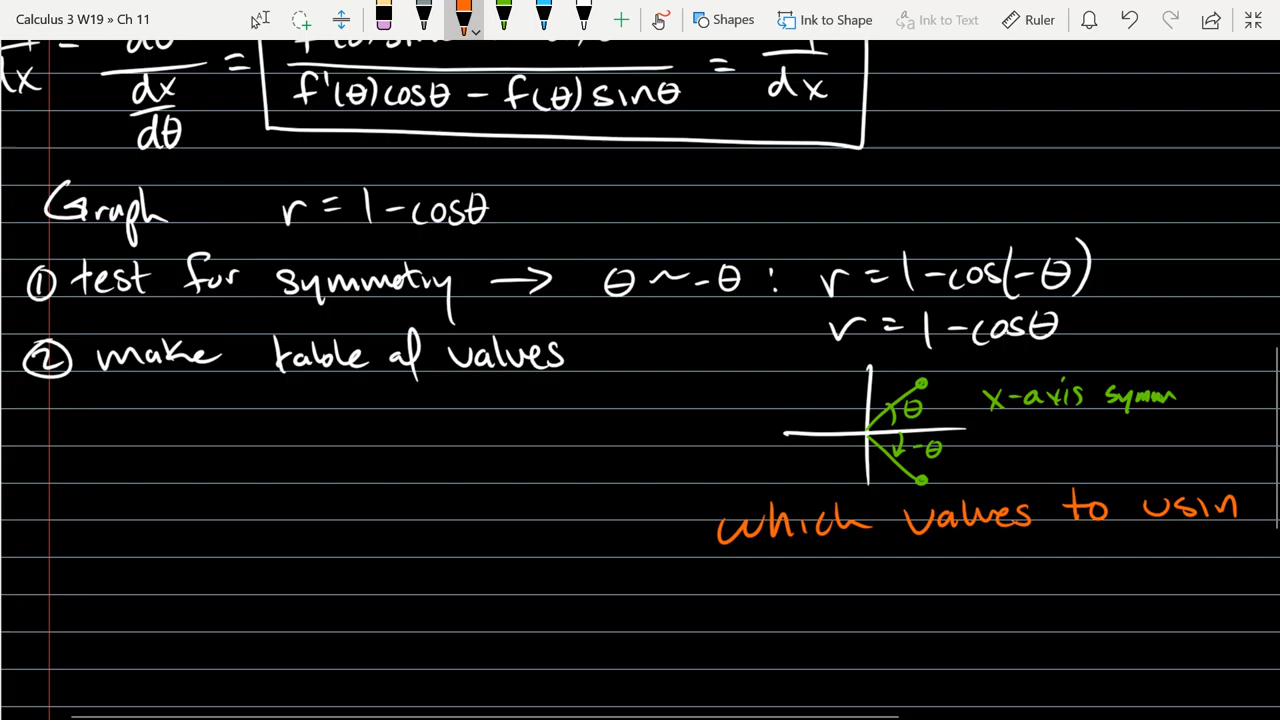 Calculus 3 W19 » Ch 11
Shapes
Ink to Shape
Ink to Text
Ruler
dx = dθ / dx/dθ = f'(θ)cosθ - f(θ)sinθ = dx
Graph r = 1 - cosθ
① test for symmetry → θ ~ -θ : r = 1 - cos(-θ)
r = 1 - cosθ
② make table of values
θ
x-axis symm
-θ
which values to usin